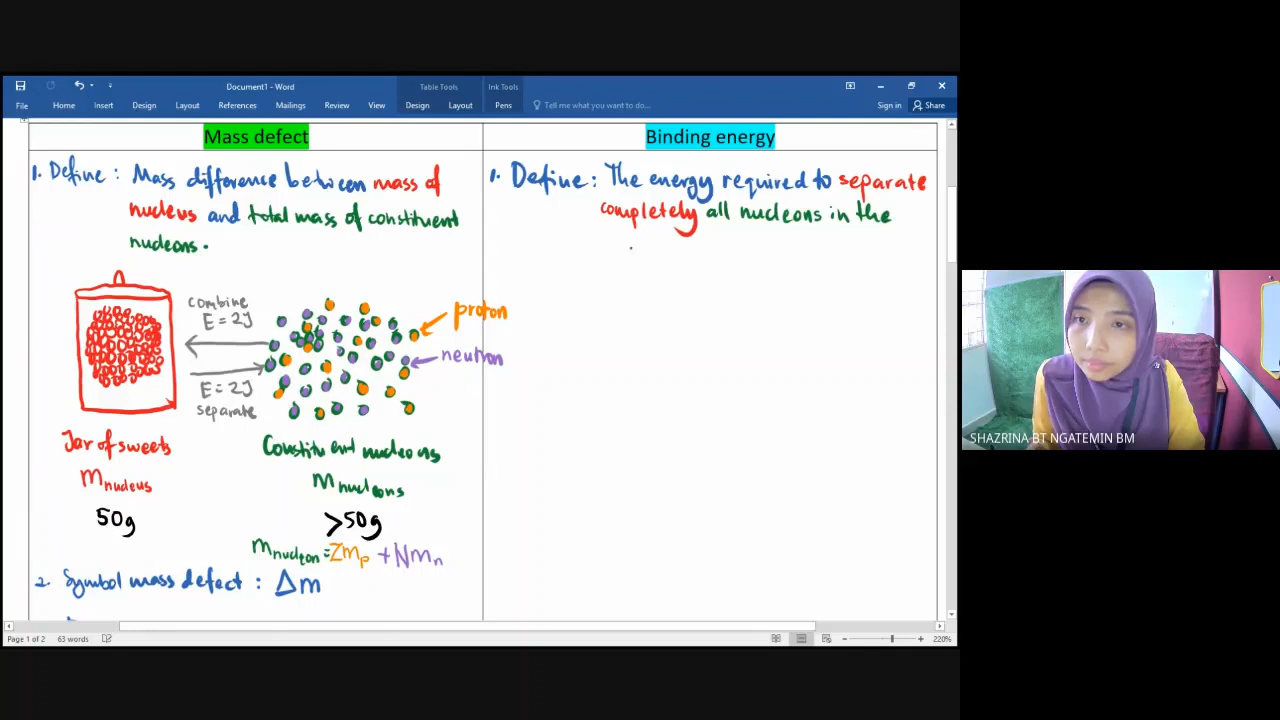 Document1 - Word
Table Tools
Ink Tools
File
Home
Insert
Design
Layout
References
Mailings
Review
View
Design
Layout
Pens
Tell me what you want to do...
Sign in
Share
Mass defect
Binding energy
1. Define : Mass difference between mass of
nucleus and total mass of constituent
nucleons.
1. Define : The energy required to separate
completely all nucleons in the
combine
E = 2J
E = 2J
separate
proton
neutron
Jar of sweets
Mnucleus
50g
Constituent nucleons
Mnucleons
>50g
mnucleon = Zmp + Nmn
2. Symbol mass defect : Δm
Page 1 of 2
63 words
220%
SHAZRINA BT NGATEMIN BM